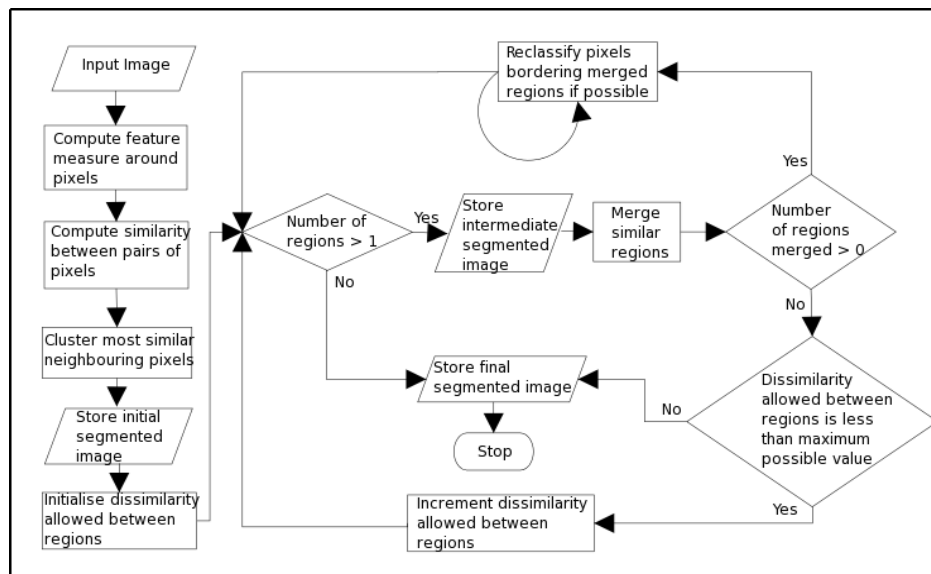 Input Image
Compute feature
measure around
pixels
Compute similarity
between pairs of
pixels
Cluster most similar
neighbouring pixels
Store initial
segmented
image
Initialise dissimilarity
allowed between
regions
Number of
regions > 1
Yes
No
Store
intermediate
segmented
image
Merge
similar
regions
Number
of regions
merged > 0
Yes
No
Reclassify pixels
bordering merged
regions if possible
Dissimilarity
allowed between
regions is less
than maximum
possible value
No
Yes
Store final
segmented image
Stop
Increment dissimilarity
allowed between
regions